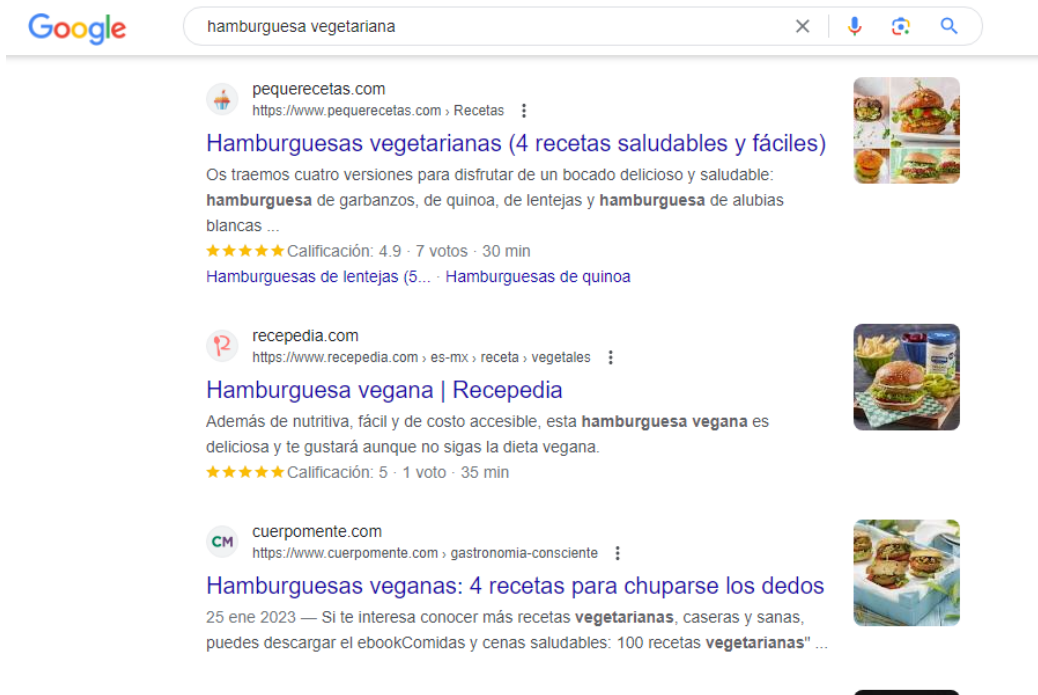 Google
hamburguesa vegetariana
pequerecetas.com
https://www.pequerecetas.com › Recetas
Hamburguesas vegetarianas (4 recetas saludables y fáciles)
Os traemos cuatro versiones para disfrutar de un bocado delicioso y saludable:
hamburguesa de garbanzos, de quinoa, de lentejas y hamburguesa de alubias
blancas ...
Calificación: 4.9 · 7 votos · 30 min
Hamburguesas de lentejas (5... · Hamburguesas de quinoa
recepedia.com
https://www.recepedia.com › es-mx › receta › vegetales
Hamburguesa vegana | Recepedia
Además de nutritiva, fácil y de costo accesible, esta hamburguesa vegana es
deliciosa y te gustará aunque no sigas la dieta vegana.
Calificación: 5 · 1 voto · 35 min
CM
cuerpomente.com
https://www.cuerpomente.com › gastronomia-consciente
Hamburguesas veganas: 4 recetas para chuparse los dedos
25 ene 2023 — Si te interesa conocer más recetas vegetarianas, caseras y sanas,
puedes descargar el ebookComidas y cenas saludables: 100 recetas vegetarianas" ...